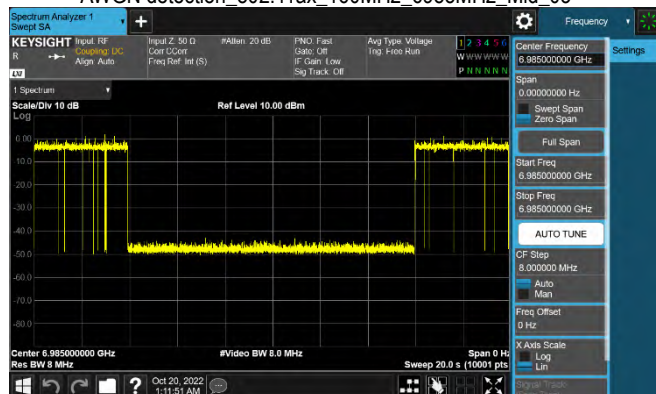 Spectrum Analyzer 1
Swept SA
Frequency
KEYSIGHT
R
LXI
Input: RF
Coupling: DC
Align: Auto
Input Z: 50 Ω
Corr CCorr
Freq Ref: Int (S)
#Atten: 20 dB
PNO: Fast
Gate: Off
IF Gain: Low
Sig Track: Off
Avg Type: Voltage
Trig: Free Run
1 2 3 4 5 6
W W W W W W
P N N N N N
Center Frequency
6.985000000 GHz
Settings
Span
0.00000000 Hz
Swept Span
Zero Span
Full Span
Start Freq
6.985000000 GHz
Stop Freq
6.985000000 GHz
AUTO TUNE
CF Step
8.000000 MHz
Auto
Man
Freq Offset
0 Hz
X Axis Scale
Log
Lin
1 Spectrum
Scale/Div 10 dB
Ref Level 10.00 dBm
Log
0.00
-10.0
-20.0
-30.0
-40.0
-50.0
-60.0
-70.0
-80.0
Center 6.985000000 GHz
#Video BW 8.0 MHz
Span 0 Hz
Res BW 8 MHz
Sweep 20.0 s (10001 pts
Oct 20, 2022
1:11:51 AM